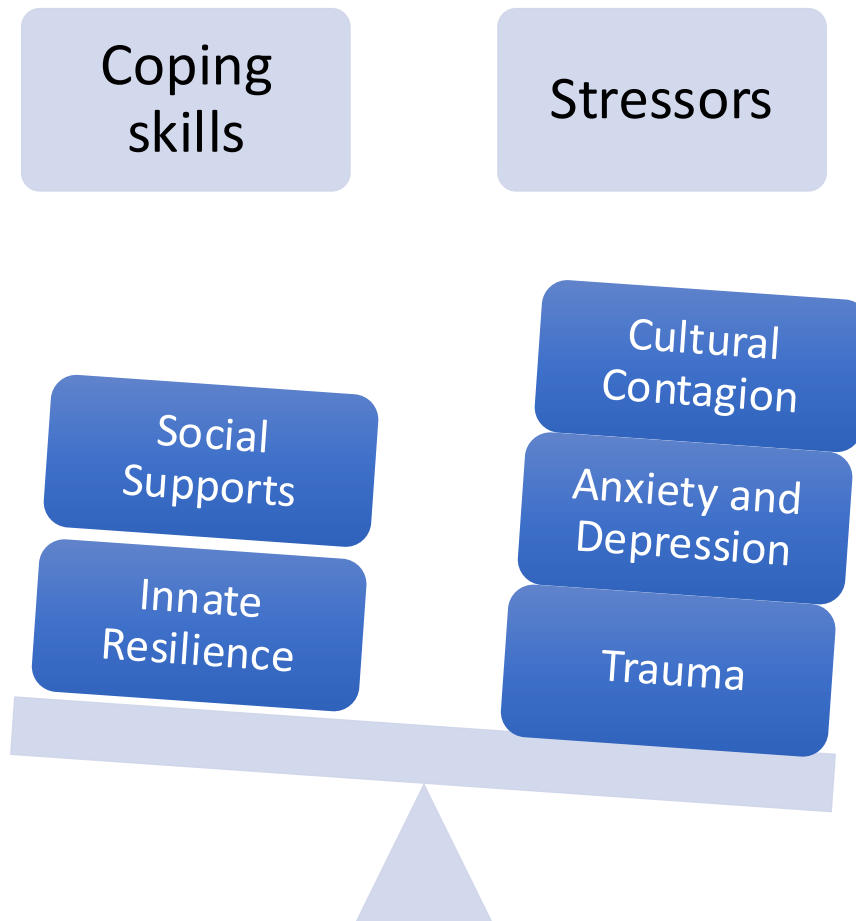 Coping
skills
Stressors
Social
Supports
Innate
Resilience
Cultural
Contagion
Anxiety and
Depression
Trauma